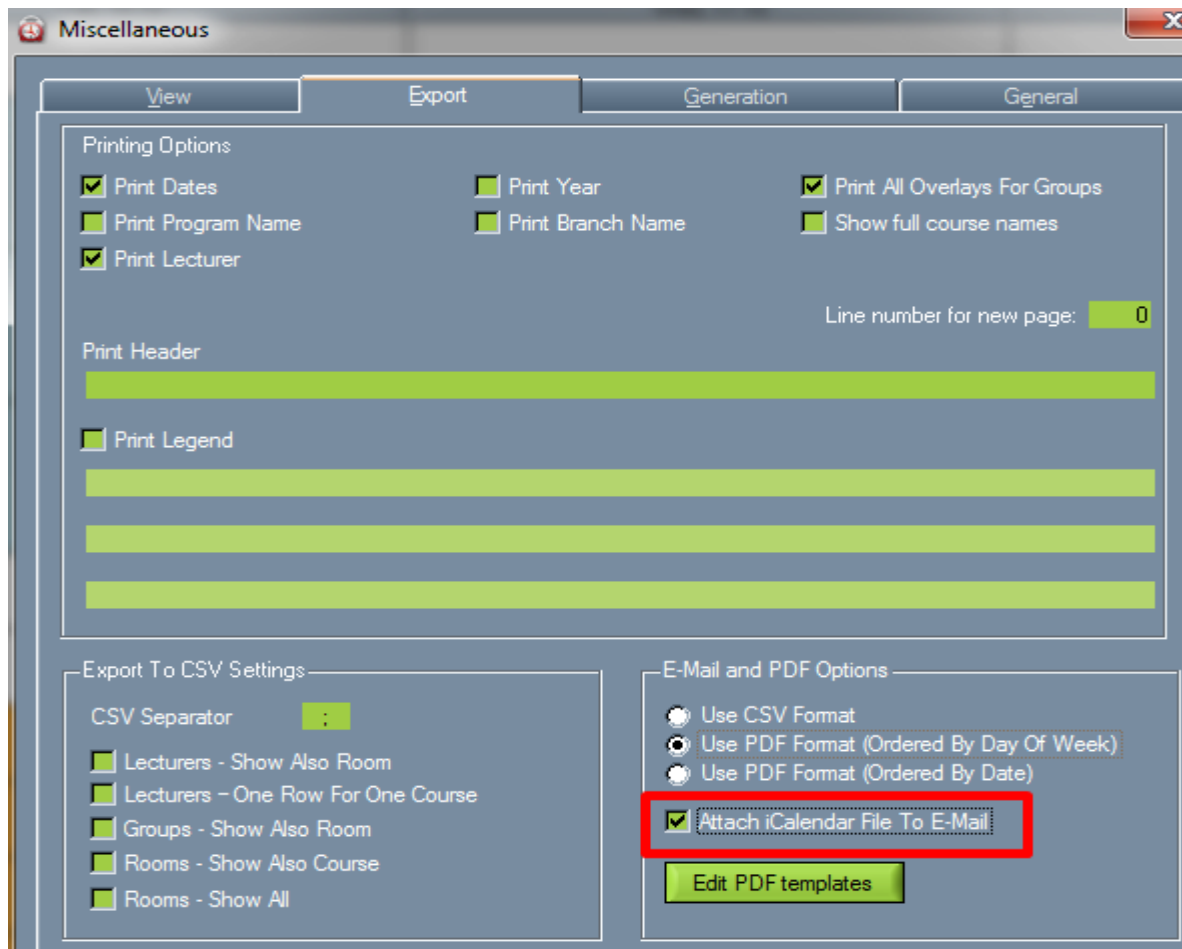 Miscellaneous
View Export Generation General
Printing Options
Print Dates Print Year Print All Overlays For Groups
Print Program Name Print Branch Name Show full course names
Print Lecturer
Line number for new page: 0
Print Header
Print Legend
Export To CSV Settings
CSV Separator ;
Lecturers - Show Also Room
Lecturers – One Row For One Course
Groups - Show Also Room
Rooms - Show Also Course
Rooms - Show All
E-Mail and PDF Options
Use CSV Format
Use PDF Format (Ordered By Day Of Week)
Use PDF Format (Ordered By Date)
Attach iCalendar File To E-Mail
Edit PDF templates